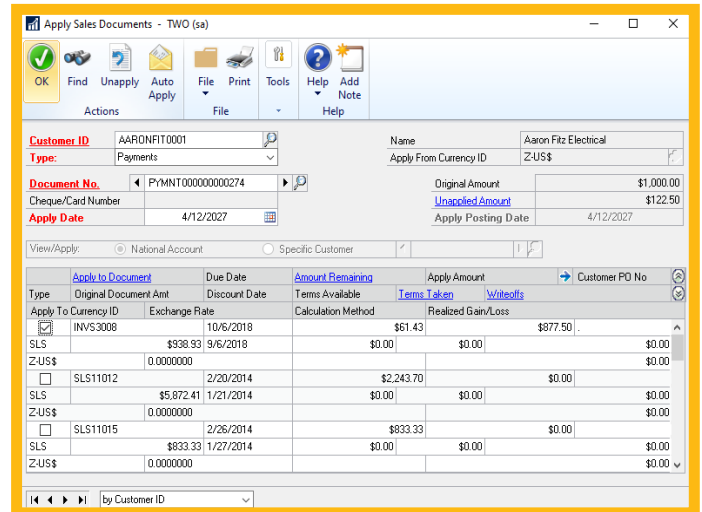 Apply Sales Documents - TWO (sa)
OK Find Unapply Auto Apply File Print Tools Help Add Note
Actions File Help
Customer ID AARONFIT0001 Name Aaron Fitz Electrical
Type: Payments Apply From Currency ID Z-US$
Document No. PYMNT000000000274 Original Amount $1,000.00
Cheque/Card Number Unapplied Amount $122.50
Apply Date 4/12/2027 Apply Posting Date 4/12/2027
View/Apply: National Account Specific Customer
Apply to Document Due Date Amount Remaining Apply Amount Customer PO No
Type Original Document Amt Discount Date Terms Available Terms Taken Writeoffs
Apply To Currency ID Exchange Rate Calculation Method Realized Gain/Loss
INVS3008 10/6/2018 $61.43 $877.50 .
SLS $938.93 9/6/2018 $0.00 $0.00 $0.00
Z-US$ 0.0000000 $0.00
SLS11012 2/20/2014 $2,243.70 $0.00
SLS $5,872.41 1/21/2014 $0.00 $0.00 $0.00
Z-US$ 0.0000000 $0.00
SLS11015 2/26/2014 $833.33 $0.00
SLS $833.33 1/27/2014 $0.00 $0.00 $0.00
Z-US$ 0.0000000 $0.00
by Customer ID